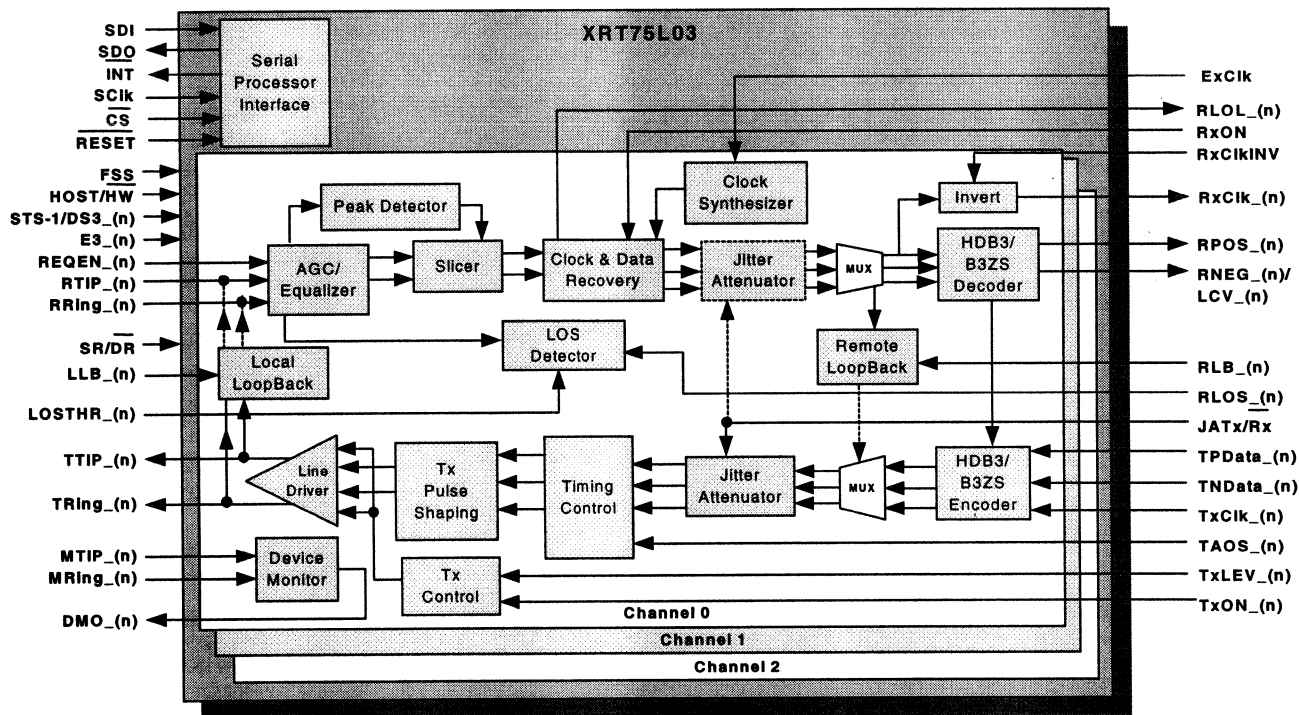 XRT75L03
SDI
SDO
INT
SClk
CS
RESET
FSS
HOST/HW
STS-1/DS3_(n)
E3_(n)
REQEN_(n)
RTIP_(n)
RRing_(n)
SR/DR
LLB_(n)
LOSTHR_(n)
TTIP_(n)
TRing_(n)
MTIP_(n)
MRing_(n)
DMO_(n)
Serial
Processor
Interface
Peak Detector
AGC/
Equalizer
Slicer
Clock & Data
Recovery
Clock
Synthesizer
Jitter
Attenuator
MUX
Invert
HDB3/
B3ZS
Decoder
LOS
Detector
Remote
LoopBack
Local
LoopBack
Line
Driver
Tx
Pulse
Shaping
Timing
Control
Jitter
Attenuator
MUX
HDB3/
B3ZS
Encoder
Device
Monitor
Tx
Control
Channel 0
Channel 1
Channel 2
ExClk
RLOL_(n)
RxON
RxClkINV
RxClk_(n)
RPOS_(n)
RNEG_(n)/
LCV_(n)
RLB_(n)
RLOS_(n)
JATx/Rx
TPData_(n)
TNData_(n)
TxClk_(n)
TAOS_(n)
TxLEV_(n)
TxON_(n)